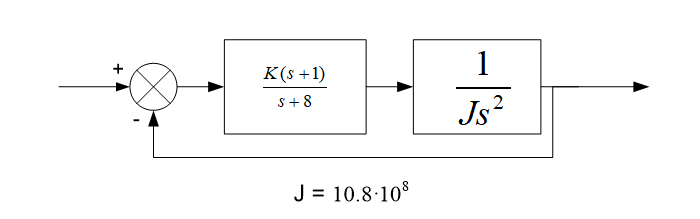 +
-
K(s+1)
s+8
1
Js²
J = 10.8·10⁸